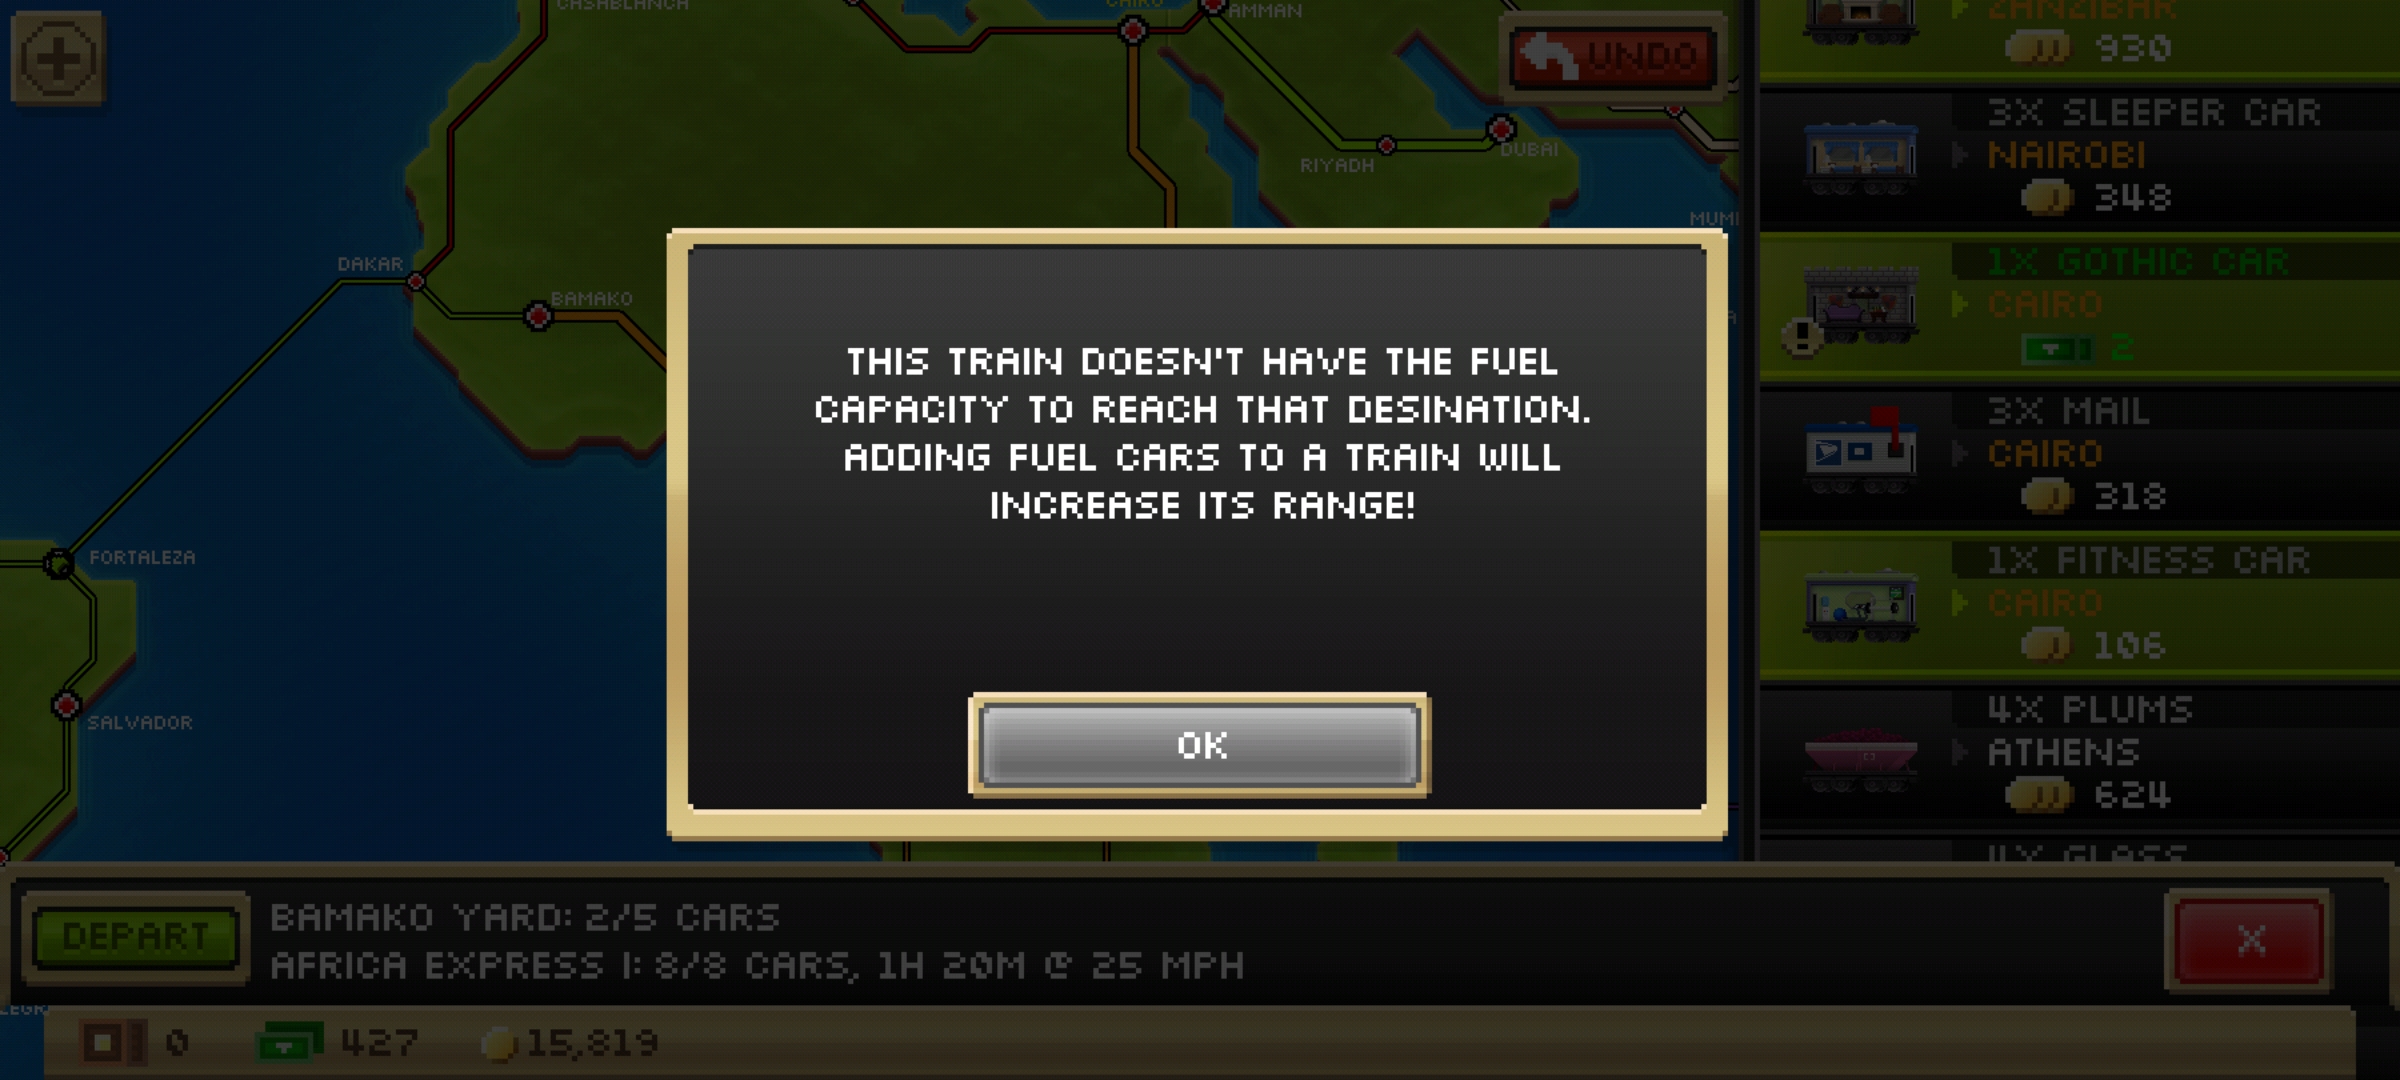 CASABLANCA
CAIRO
AMMAN
UNDO
ZANZIBAR
930
3X SLEEPER CAR
NAIROBI
348
RIYADH
DUBAI
MUMI
DAKAR
BAMAKO
1X GOTHIC CAR
CAIRO
2
THIS TRAIN DOESN'T HAVE THE FUEL
CAPACITY TO REACH THAT DESINATION.
ADDING FUEL CARS TO A TRAIN WILL
INCREASE ITS RANGE!
OK
3X MAIL
CAIRO
318
FORTALEZA
1X FITNESS CAR
CAIRO
106
SALVADOR
4X PLUMS
ATHENS
624
4X GLASS
DEPART
BAMAKO YARD: 2/5 CARS
AFRICA EXPRESS I: 8/8 CARS, 1H 20M @ 25 MPH
X
0
427
15,819